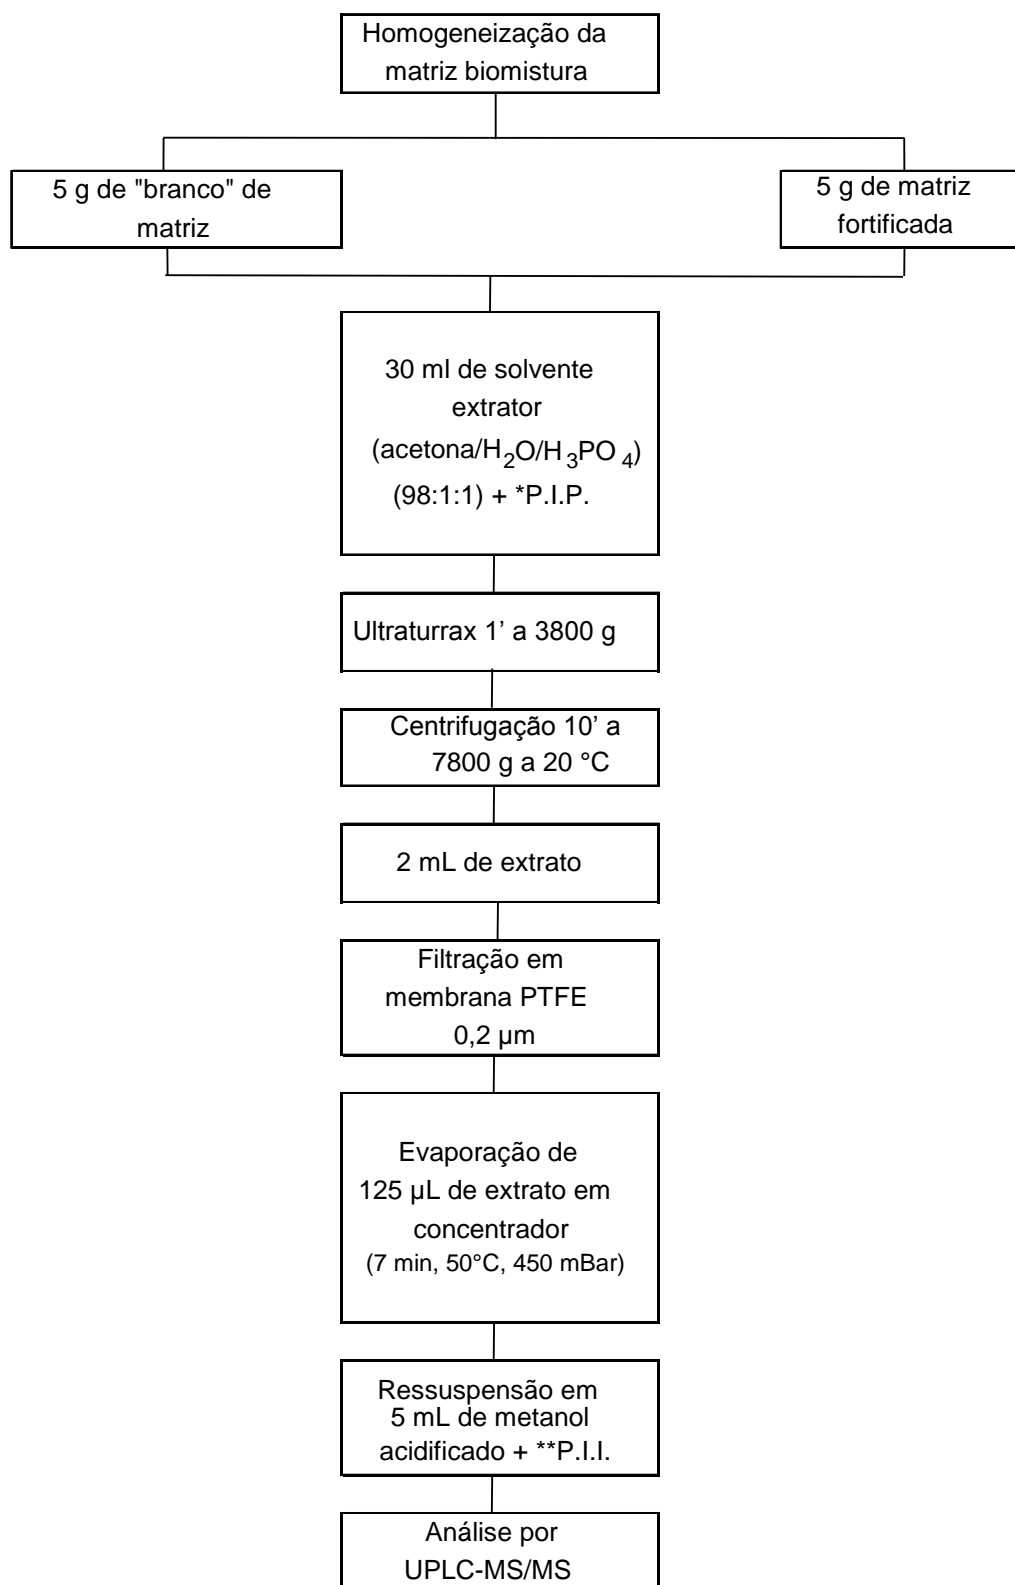 Homogeneização da
matriz biomistura
5 g de "branco" de
matriz
5 g de matriz
fortificada
30 ml de solvente
extrator
(acetona/H₂O/H₃PO₄)
(98:1:1) + *P.I.P.
Ultraturrax 1’ a 3800 g
Centrifugação 10’ a
7800 g a 20 °C
2 mL de extrato
Filtração em
membrana PTFE
0,2 µm
Evaporação de
125 µL de extrato em
concentrador
(7 min, 50°C, 450 mBar)
Ressuspensão em
5 mL de metanol
acidificado + **P.I.I.
Análise por
UPLC-MS/MS